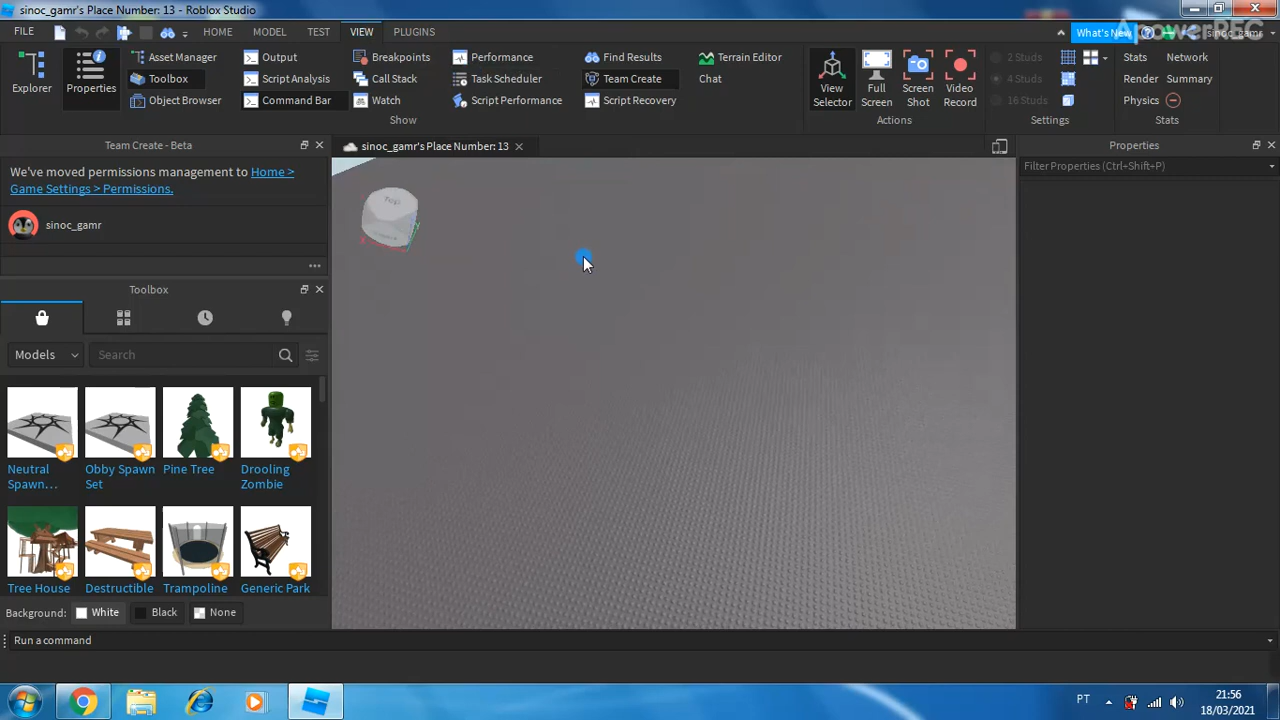 sinoc_gamr's Place Number: 13 - Roblox Studio
ApowerREC
FILE HOME MODEL TEST VIEW PLUGINS What's New sinoc_gamr
Explorer
Properties
Asset Manager
Toolbox
Object Browser
Output
Script Analysis
Command Bar
Breakpoints
Call Stack
Watch
Performance
Task Scheduler
Script Performance
Find Results
Team Create
Script Recovery
Terrain Editor
Chat
Show
View Selector
Full Screen
Screen Shot
Video Record
Actions
2 Studs
4 Studs
16 Studs
Settings
Stats Network
Render Summary
Physics
Stats
Team Create - Beta
We've moved permissions management to Home >
Game Settings > Permissions.
sinoc_gamr
...
sinoc_gamr's Place Number: 13
Properties
Filter Properties (Ctrl+Shift+P)
Toolbox
Models Search
Neutral Spawn...
Obby Spawn Set
Pine Tree
Drooling Zombie
Tree House
Destructible
Trampoline
Generic Park
Background: White Black None
Run a command
PT
21:56
18/03/2021